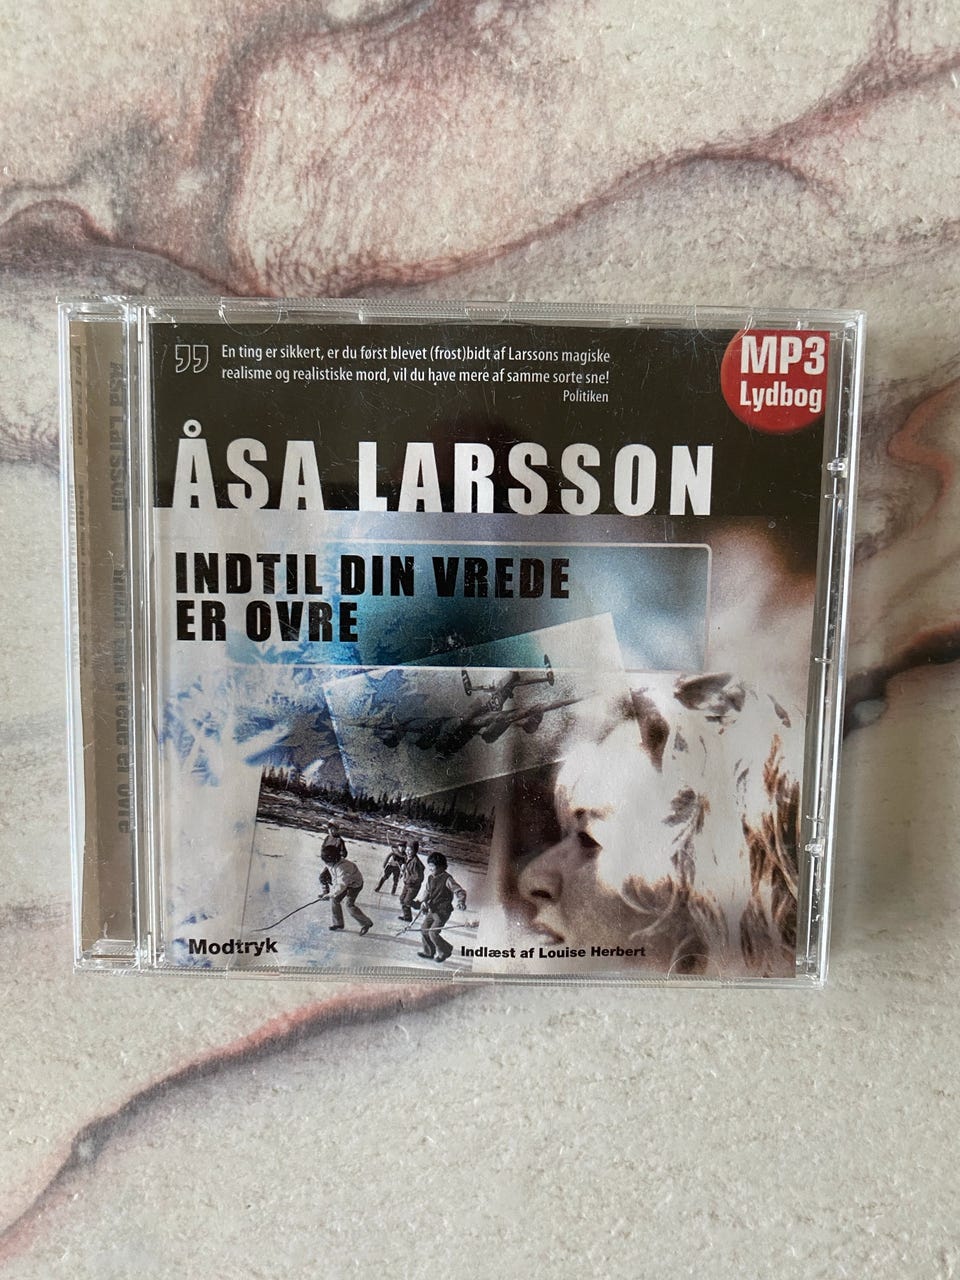 En ting er sikkert, er du først blevet (frost)bidt af Larssons magiske
realisme og realistiske mord, vil du have mere af samme sorte sne!
Politiken
MP3
Lydbog
ÅSA LARSSON
INDTIL DIN VREDE
ER OVRE
Modtryk
Indlæst af Louise Herbert
Åsa Larsson